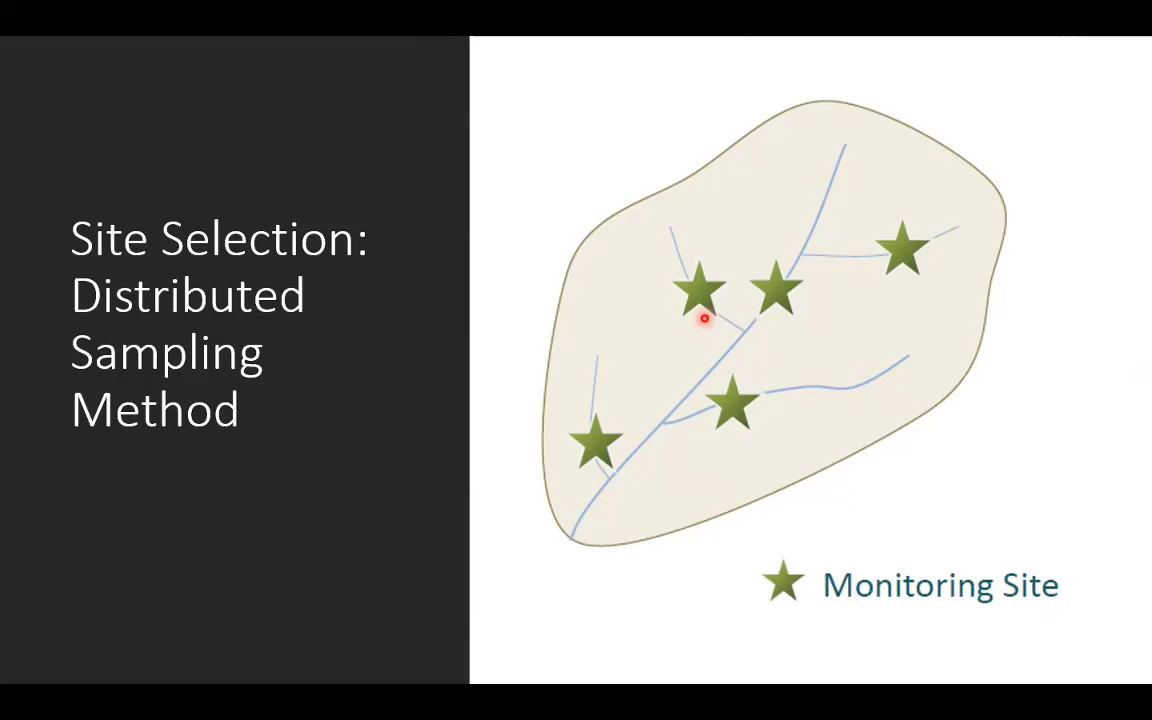 Site Selection:
Distributed
Sampling
Method
Monitoring Site